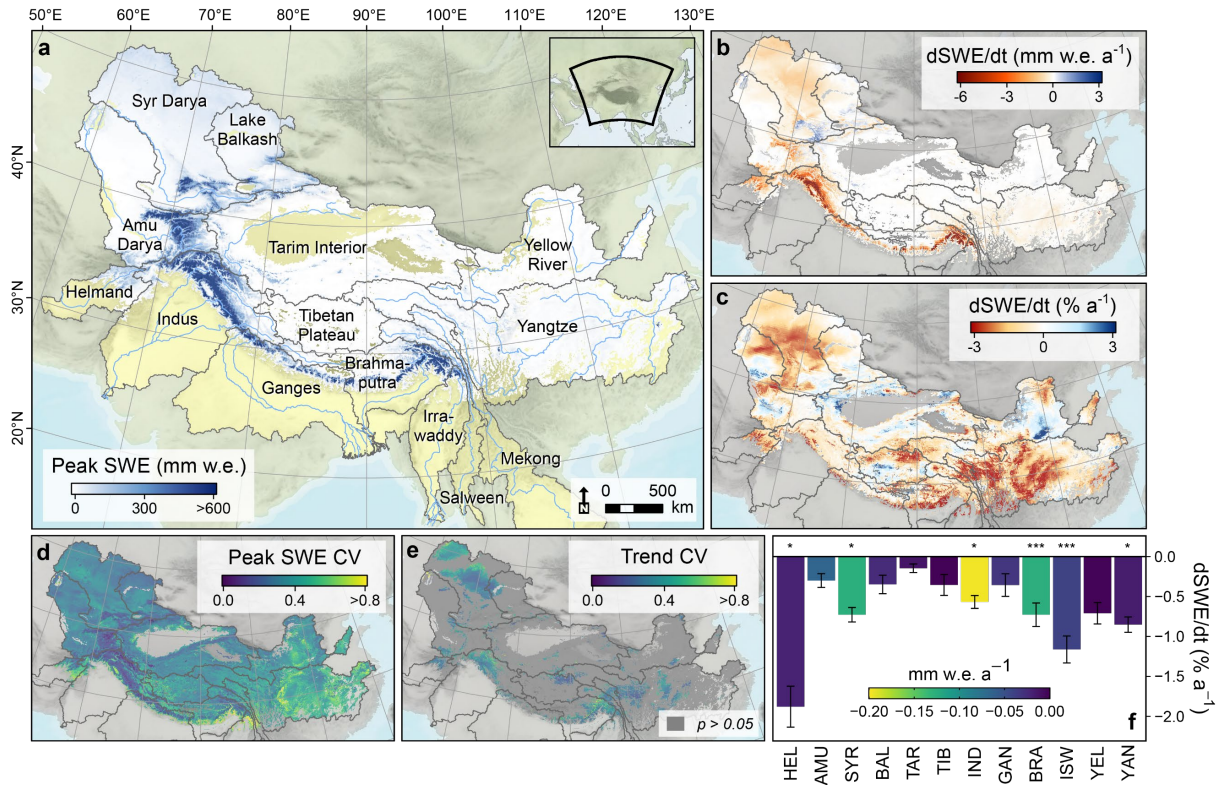 50°E 60°E 70°E 80°E 90°E 100°E 110°E 120°E 130°E
a
40°N
30°N
20°N
Syr Darya
Lake
Balkash
Amu
Darya
Tarim Interior
Yellow
River
Helmand
Indus
Tibetan
Plateau
Yangtze
Brahma-
putra
Ganges
Irra-
waddy
Mekong
Salween
Peak SWE (mm w.e.)
0 300 >600
N
0 500
km
b
dSWE/dt (mm w.e. a⁻¹)
−6 −3 0 3
c
dSWE/dt (% a⁻¹)
−3 0 3
d
Peak SWE CV
0.0 0.4 >0.8
e
Trend CV
0.0 0.4 >0.8
p > 0.05
* * * *** *** *
0.0
−0.5
−1.0
−1.5
−2.0
dSWE/dt (% a⁻¹)
mm w.e. a⁻¹
−0.20 −0.15 −0.10 −0.05 0.00
f
HEL AMU SYR BAL TAR TIB IND GAN BRA ISW YEL YAN